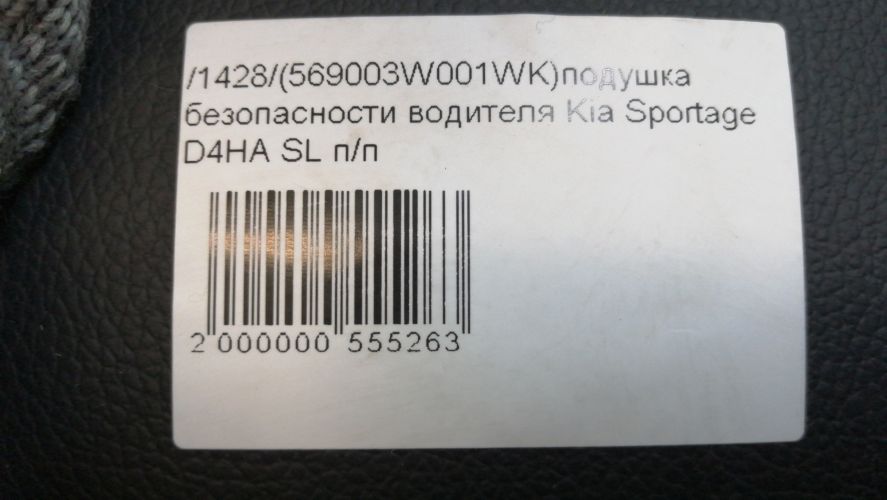 /1428/(569003W001WK)подушка
безопасности водителя Kia Sportage
D4HA SL п/п
2 000000 555263